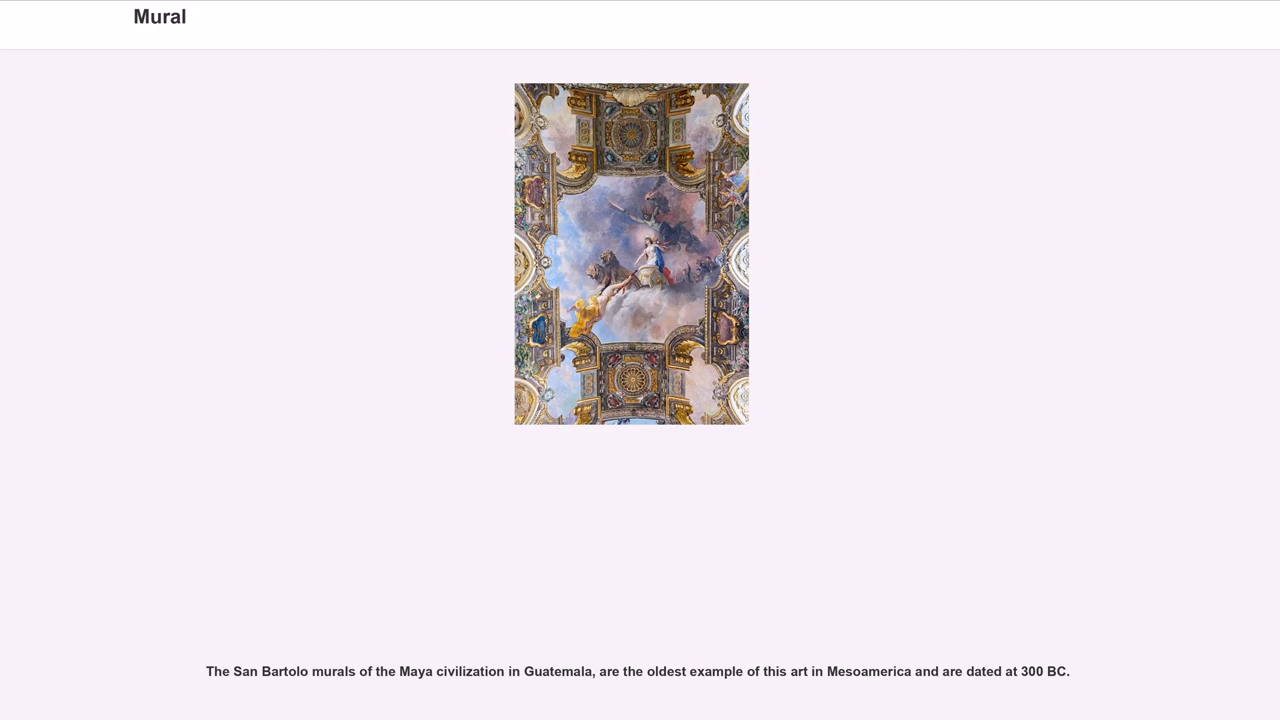 Mural
The San Bartolo murals of the Maya civilization in Guatemala, are the oldest example of this art in Mesoamerica and are dated at 300 BC.